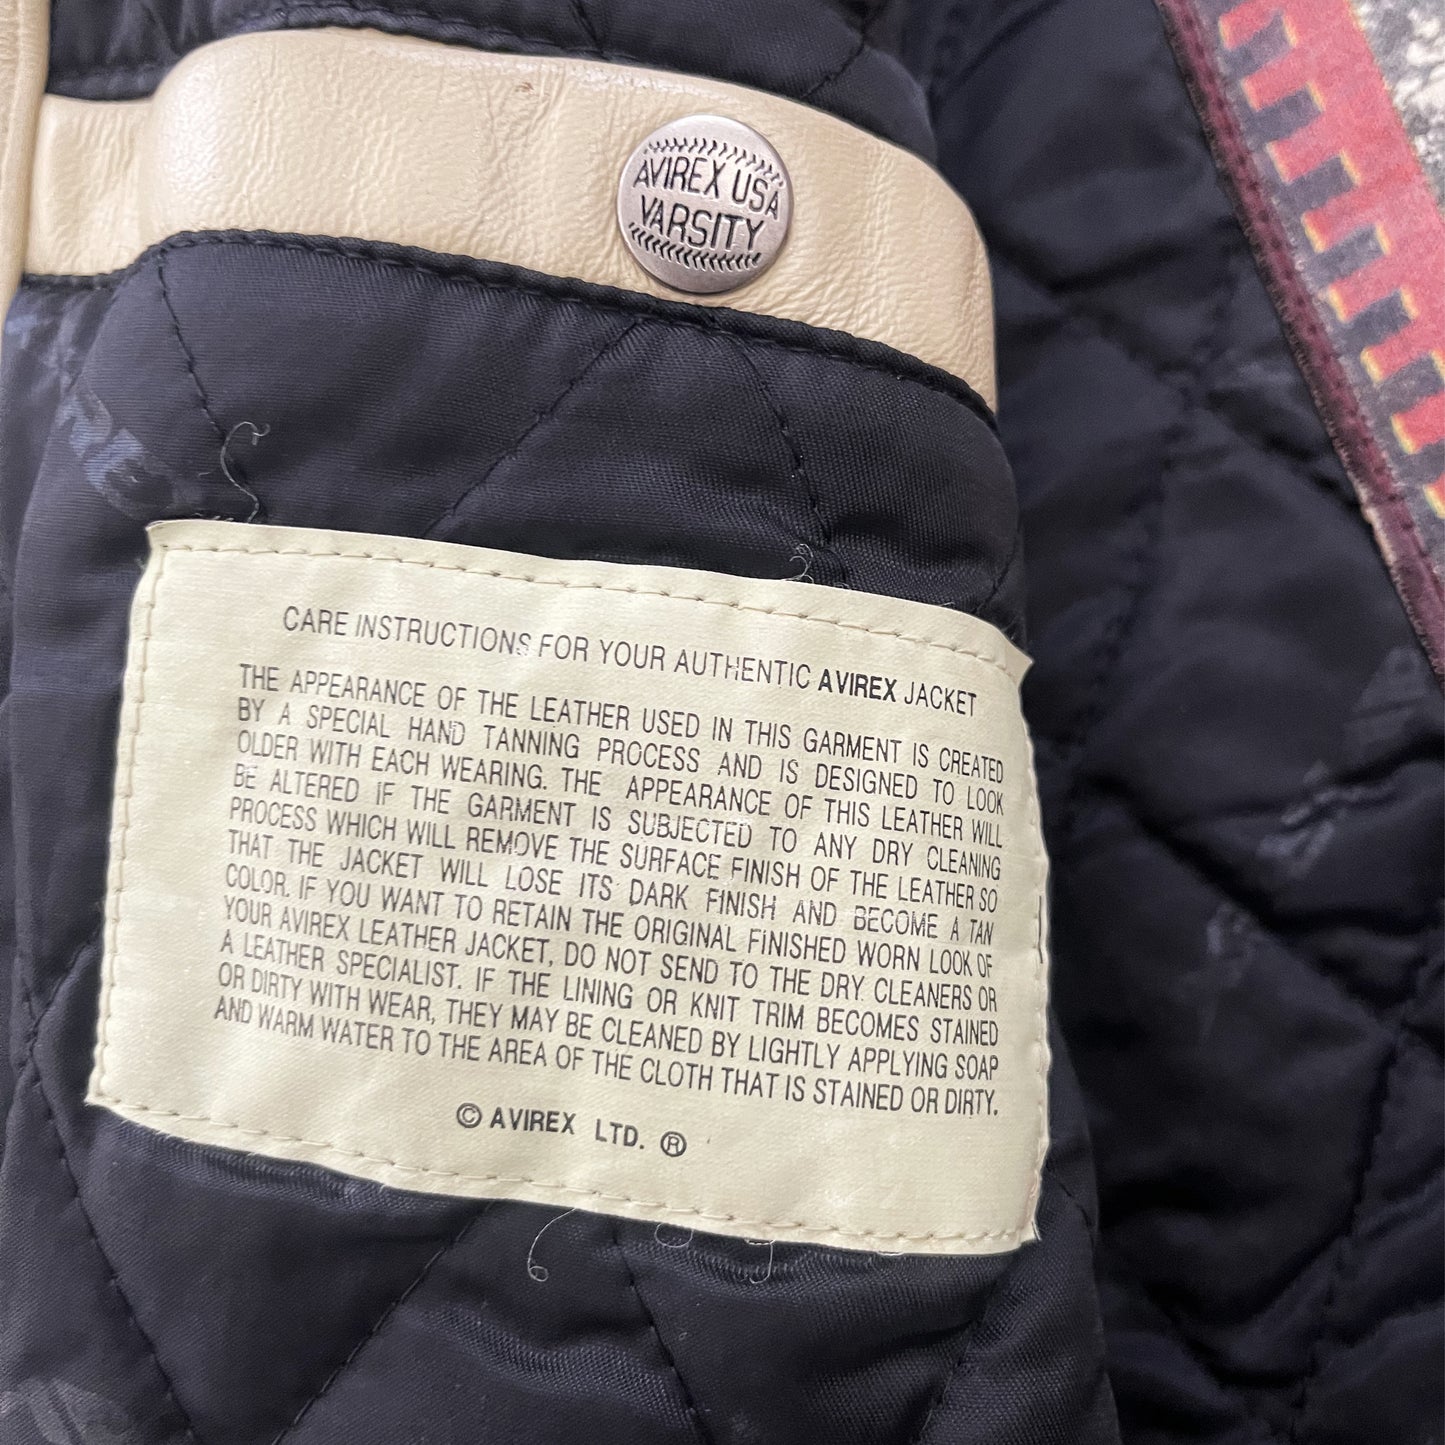 AVIREX USA
VARSITY
CARE INSTRUCTIONS FOR YOUR AUTHENTIC AVIREX JACKET
THE APPEARANCE OF THE LEATHER USED IN THIS GARMENT IS CREATED
BY A SPECIAL HAND TANNING PROCESS AND IS DESIGNED TO LOOK
OLDER WITH EACH WEARING. THE APPEARANCE OF THIS LEATHER WILL
BE ALTERED IF THE GARMENT IS SUBJECTED TO ANY DRY CLEANING
PROCESS WHICH WILL REMOVE THE SURFACE FINISH OF THE LEATHER SO
THAT THE JACKET WILL LOSE ITS DARK FINISH AND BECOME A TAN
COLOR. IF YOU WANT TO RETAIN THE ORIGINAL FINISHED WORN LOOK OF
YOUR AVIREX LEATHER JACKET, DO NOT SEND TO THE DRY CLEANERS OR
A LEATHER SPECIALIST. IF THE LINING OR KNIT TRIM BECOMES STAINED
OR DIRTY WITH WEAR, THEY MAY BE CLEANED BY LIGHTLY APPLYING SOAP
AND WARM WATER TO THE AREA OF THE CLOTH THAT IS STAINED OR DIRTY.
© AVIREX LTD. ®